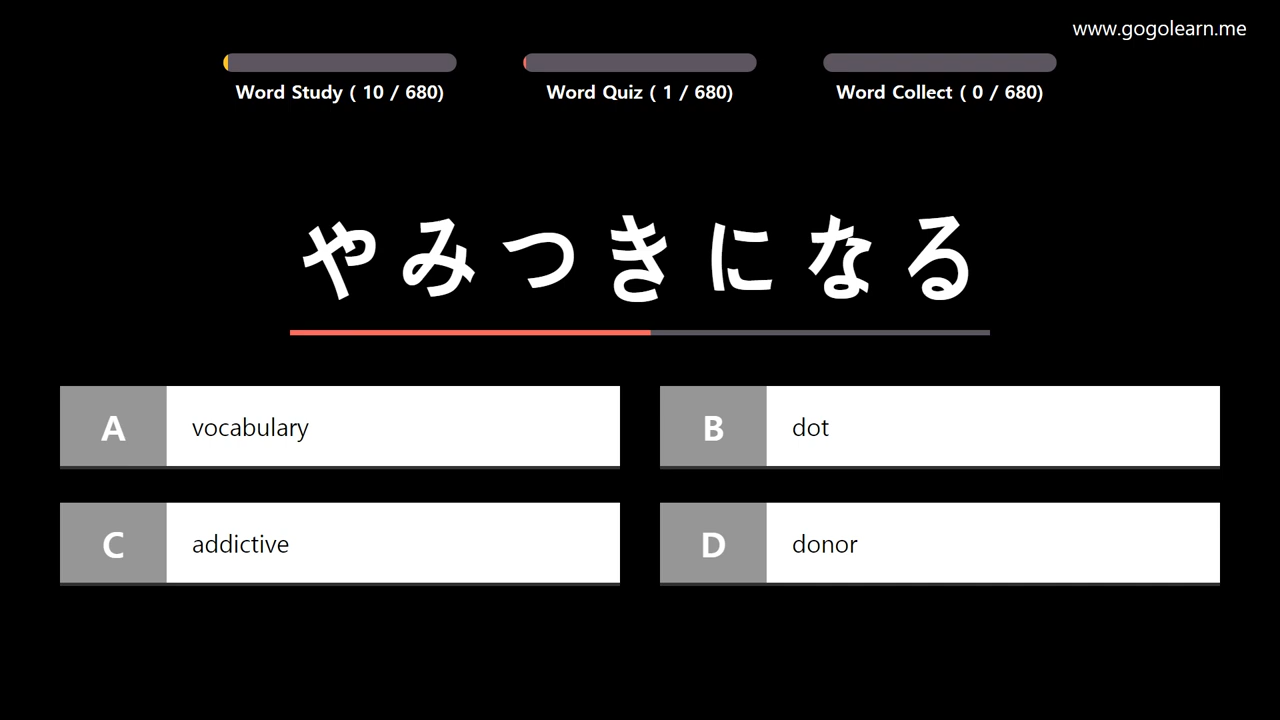 www.gogolearn.me
Word Study ( 10 / 680)
Word Quiz ( 1 / 680)
Word Collect ( 0 / 680)
やみつきになる
A vocabulary
B dot
C addictive
D donor